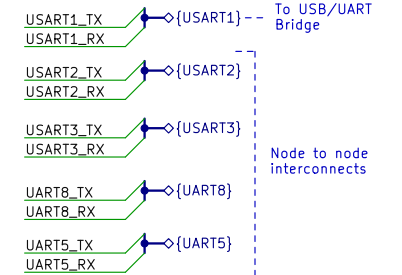 USART1_TX
USART1_RX
{USART1}
To USB/UART
Bridge
USART2_TX
USART2_RX
{USART2}
USART3_TX
USART3_RX
{USART3}
Node to node
interconnects
UART8_TX
UART8_RX
{UART8}
UART5_TX
UART5_RX
{UART5}